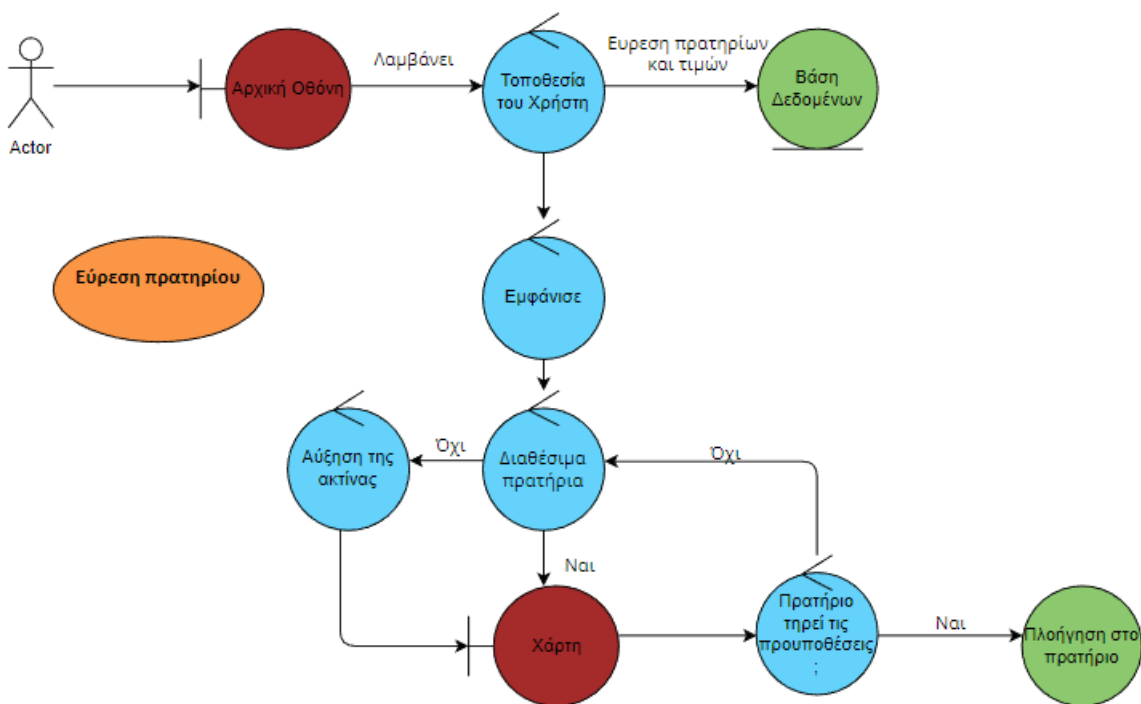 Actor
Αρχική Οθόνη
Λαμβάνει
Τοποθεσία
του Χρήστη
Ευρεση πρατηρίων
και τιμών
Βάση
Δεδομένων
Εύρεση πρατηρίου
Εμφάνισε
Αύξηση της
ακτίνας
Όχι
Διαθέσιμα
πρατήρια
Όχι
Ναι
Χάρτη
Πρατήριο
τηρεί τις
προυποθέσεις
;
Ναι
Πλοήγηση στο
πρατήριο